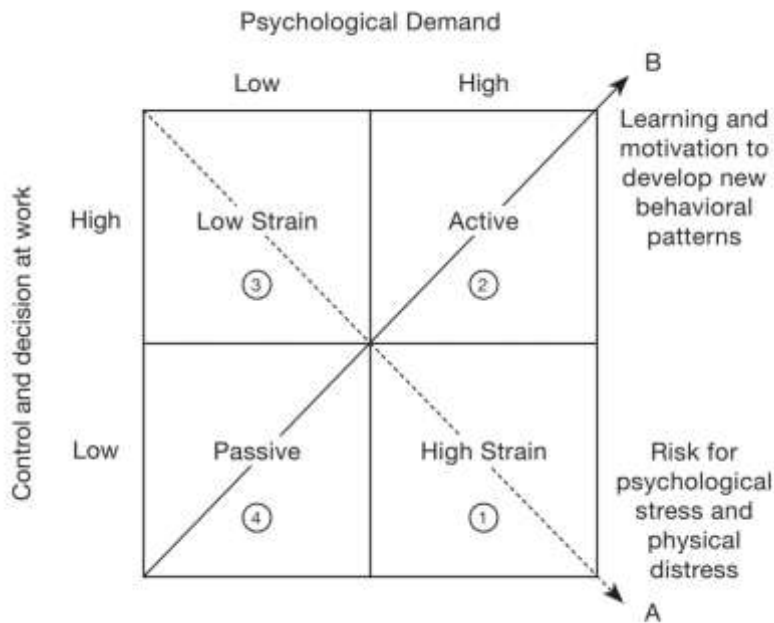 Psychological Demand
Low
High
B
Learning and
motivation to
develop new
behavioral
patterns
Control and decision at work
High
Low Strain
Active
3
2
Low
Passive
High Strain
4
1
Risk for
psychological
stress and
physical
distress
A